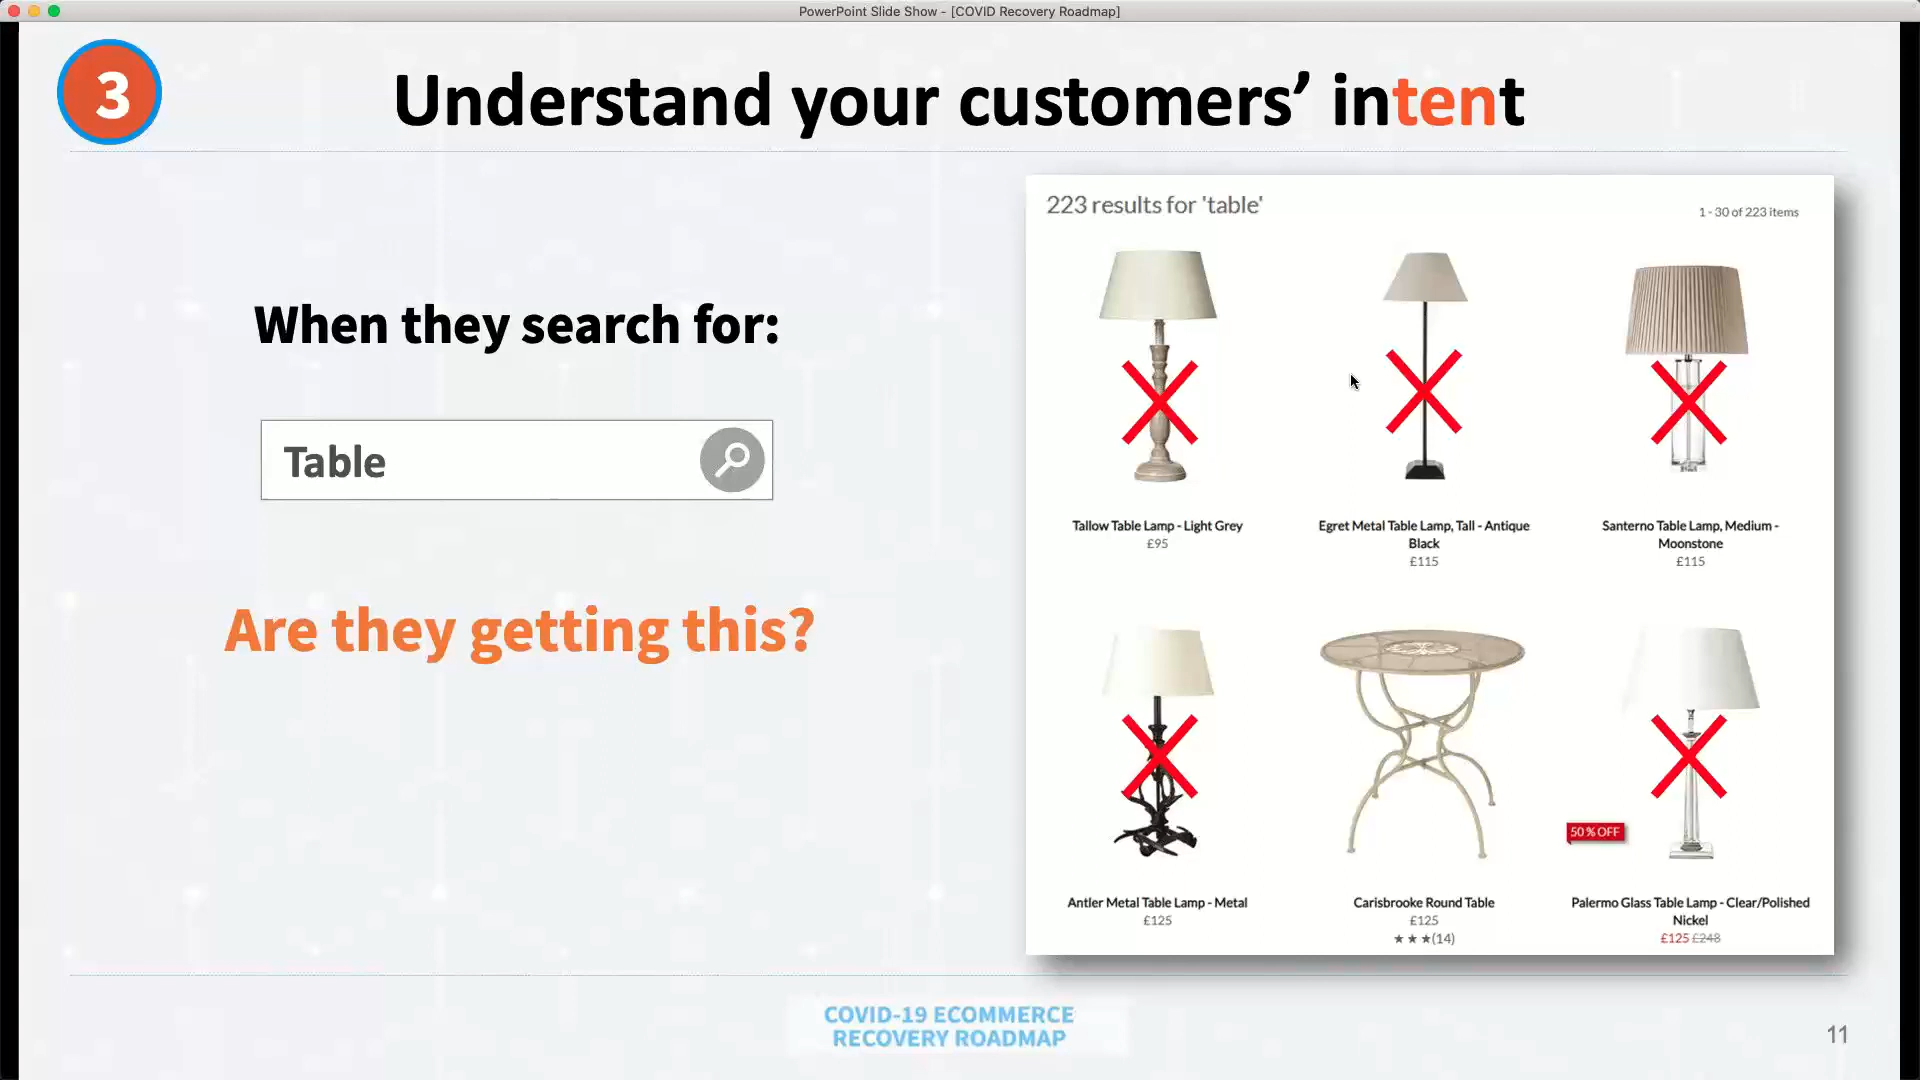 PowerPoint Slide Show - [COVID Recovery Roadmap]
3
Understand your customers’ intent
When they search for:
Table
Are they getting this?
223 results for 'table'
1 - 30 of 223 items
Tallow Table Lamp - Light Grey
£95
Egret Metal Table Lamp, Tall - Antique
Black
£115
Santerno Table Lamp, Medium -
Moonstone
£115
Antler Metal Table Lamp - Metal
£125
Carisbrooke Round Table
£125
★ ★ ★(14)
50 % OFF
Palermo Glass Table Lamp - Clear/Polished
Nickel
£125 £248
COVID-19 ECOMMERCE
RECOVERY ROADMAP
11